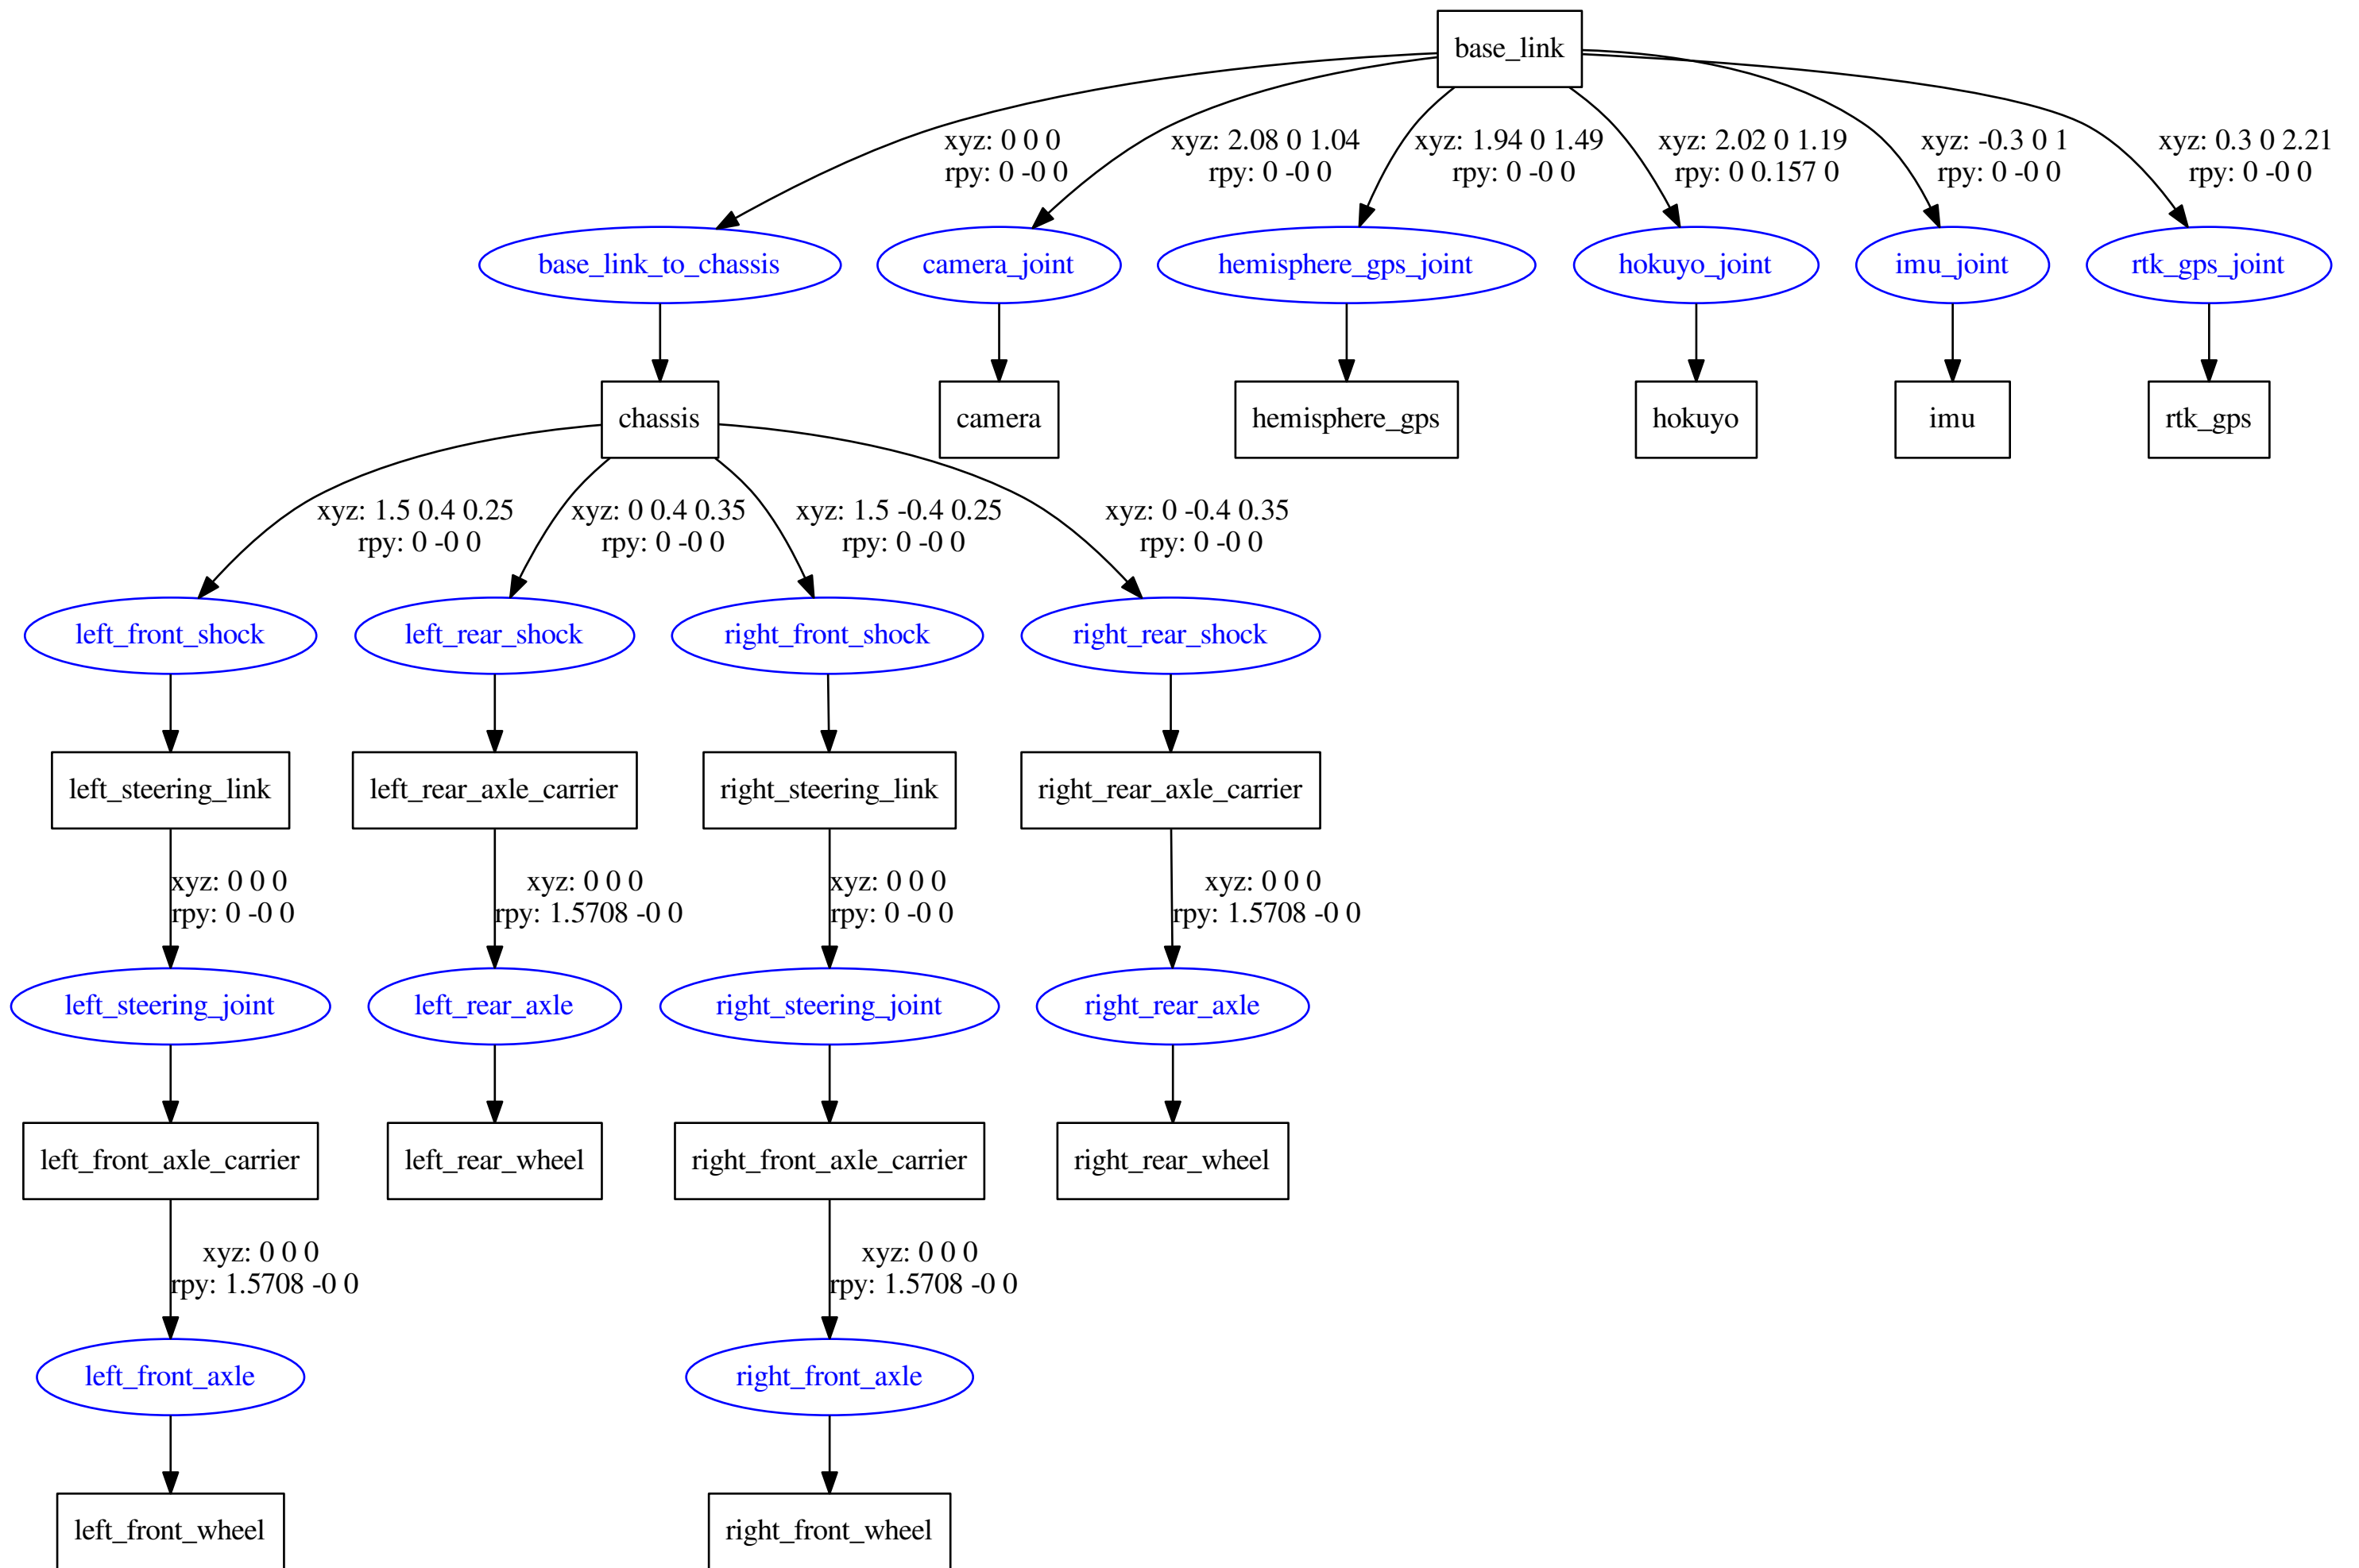 base_link
xyz: 0 0 0
rpy: 0 -0 0
xyz: 2.08 0 1.04
rpy: 0 -0 0
xyz: 1.94 0 1.49
rpy: 0 -0 0
xyz: 2.02 0 1.19
rpy: 0 0.157 0
xyz: -0.3 0 1
rpy: 0 -0 0
xyz: 0.3 0 2.21
rpy: 0 -0 0
base_link_to_chassis
camera_joint
hemisphere_gps_joint
hokuyo_joint
imu_joint
rtk_gps_joint
chassis
camera
hemisphere_gps
hokuyo
imu
rtk_gps
xyz: 1.5 0.4 0.25
rpy: 0 -0 0
xyz: 0 0.4 0.35
rpy: 0 -0 0
xyz: 1.5 -0.4 0.25
rpy: 0 -0 0
xyz: 0 -0.4 0.35
rpy: 0 -0 0
left_front_shock
left_rear_shock
right_front_shock
right_rear_shock
left_steering_link
left_rear_axle_carrier
right_steering_link
right_rear_axle_carrier
xyz: 0 0 0
rpy: 0 -0 0
xyz: 0 0 0
rpy: 1.5708 -0 0
xyz: 0 0 0
rpy: 0 -0 0
xyz: 0 0 0
rpy: 1.5708 -0 0
left_steering_joint
left_rear_axle
right_steering_joint
right_rear_axle
left_front_axle_carrier
left_rear_wheel
right_front_axle_carrier
right_rear_wheel
xyz: 0 0 0
rpy: 1.5708 -0 0
xyz: 0 0 0
rpy: 1.5708 -0 0
left_front_axle
right_front_axle
left_front_wheel
right_front_wheel